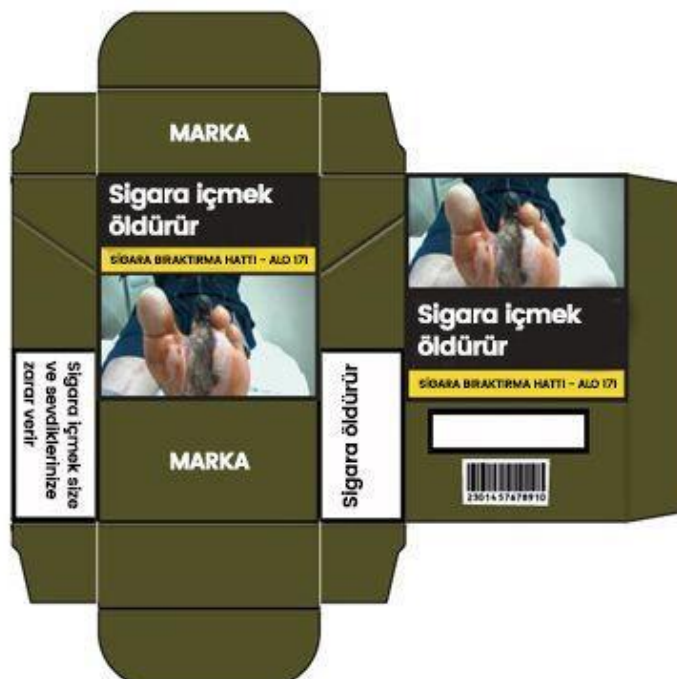 MARKA
Sigara içmek
öldürür
SİGARA BIRAKTIRMA HATTI - ALO 171
Sigara içmek size
ve sevdiklerinize
zarar verir
MARKA
Sigara öldürür
Sigara içmek
öldürür
SİGARA BIRAKTIRMA HATTI - ALO 171
2301457678910